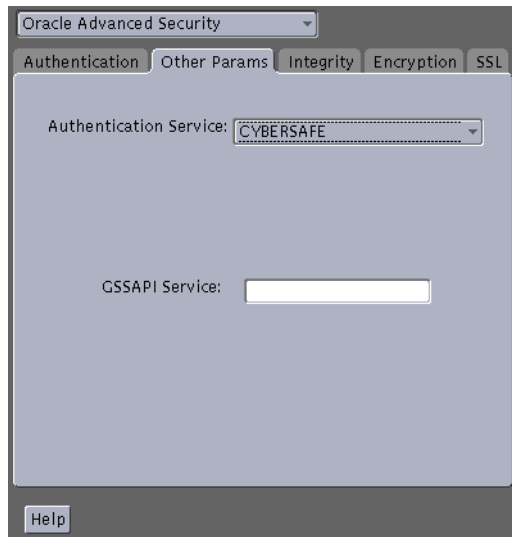 Oracle Advanced Security
Authentication Other Params Integrity Encryption SSL
Authentication Service: CYBERSAFE
GSSAPI Service:
Help